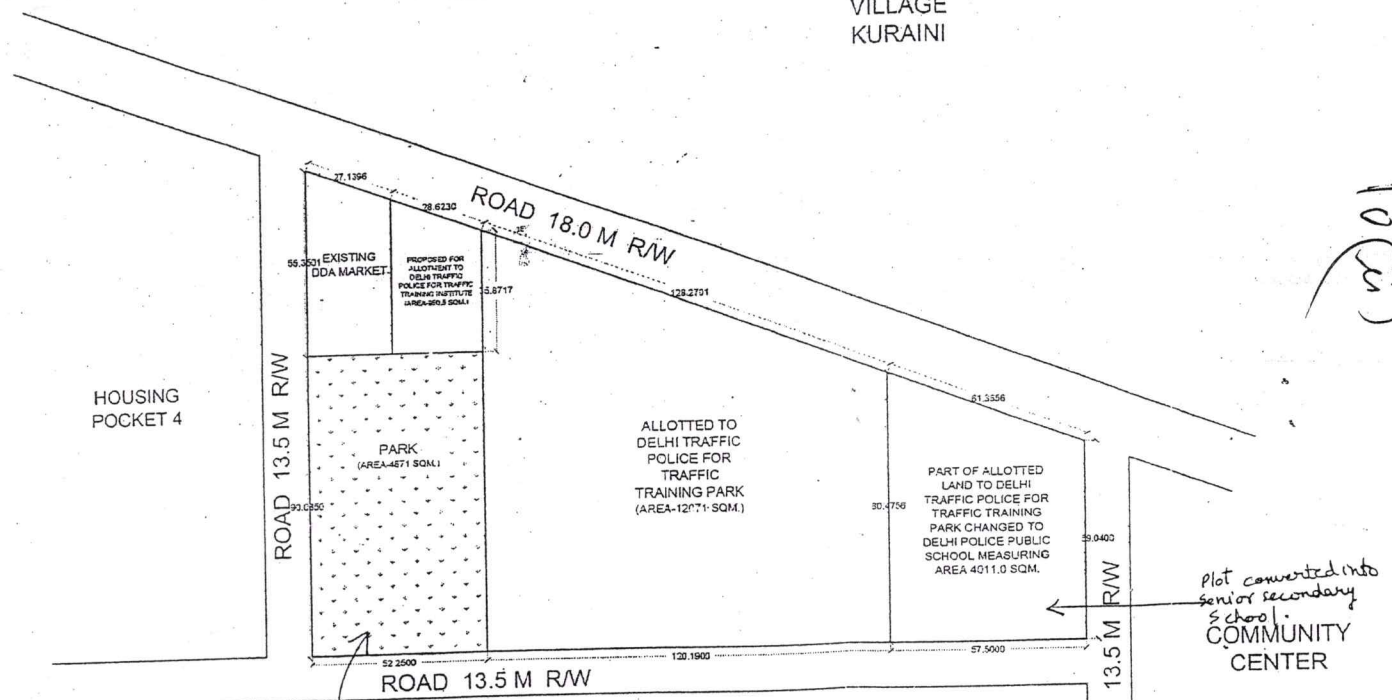 VILLAGE
KURAINI
27.1396
28.6230
ROAD 18.0 M R/W
128.2701
61.3556
EXISTING
DDA MARKET
PROPOSED FOR
ALLOTMENT TO
DELHI TRAFFIC
POLICE FOR TRAFFIC
TRAINING INSTITUTE
HOUSING
POCKET 4
ROAD 13.5 M R/W
PARK
(AREA-4871 SQM.)
ALLOTTED TO
DELHI TRAFFIC
POLICE FOR
TRAFFIC
TRAINING PARK
PART OF ALLOTTED
LAND TO DELHI
TRAFFIC POLICE FOR
TRAFFIC TRAINING
PARK CHANGED TO
DELHI POLICE PUBLIC
SCHOOL MEASURING
AREA 4011.0 SQM.
13.5 M R/W
Plot converted into
Senior secondary
School.
COMMUNITY
CENTER
52.2500
120.1900
57.5000
ROAD 13.5 M R/W